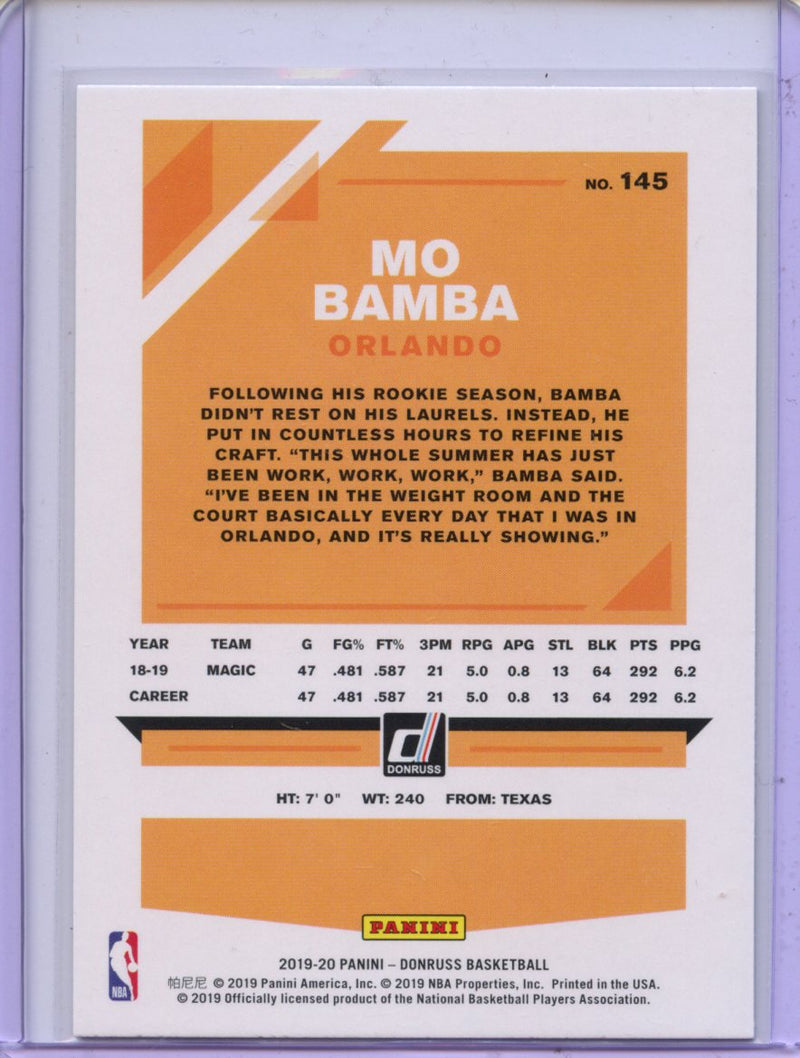 NO. 145
MO
BAMBA
ORLANDO
FOLLOWING HIS ROOKIE SEASON, BAMBA
DIDN'T REST ON HIS LAURELS. INSTEAD, HE
PUT IN COUNTLESS HOURS TO REFINE HIS
CRAFT. “THIS WHOLE SUMMER HAS JUST
BEEN WORK, WORK, WORK,” BAMBA SAID.
“I'VE BEEN IN THE WEIGHT ROOM AND THE
COURT BASICALLY EVERY DAY THAT I WAS IN
ORLANDO, AND IT'S REALLY SHOWING.”
YEAR TEAM G FG% FT% 3PM RPG APG STL BLK PTS PPG
18-19 MAGIC 47 .481 .587 21 5.0 0.8 13 64 292 6.2
CAREER 47 .481 .587 21 5.0 0.8 13 64 292 6.2
d
DONRUSS
HT: 7' 0" WT: 240 FROM: TEXAS
PANINI
NBA
2019-20 PANINI – DONRUSS BASKETBALL
帕尼尼 © 2019 Panini America, Inc. © 2019 NBA Properties, Inc. Printed in the USA.
© 2019 Officially licensed product of the National Basketball Players Association.